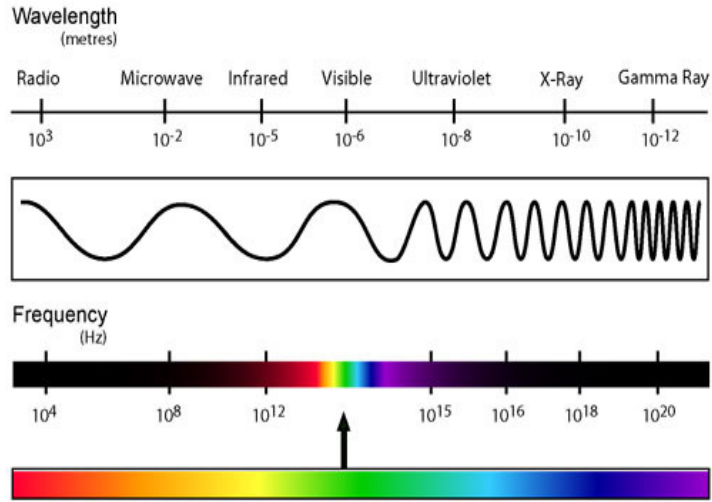 Wavelength
(metres)
Radio Microwave Infrared Visible Ultraviolet X-Ray Gamma Ray
10³ 10⁻² 10⁻⁵ 10⁻⁶ 10⁻⁸ 10⁻¹⁰ 10⁻¹²
Frequency
(Hz)
10⁴ 10⁸ 10¹² 10¹⁵ 10¹⁶ 10¹⁸ 10²⁰